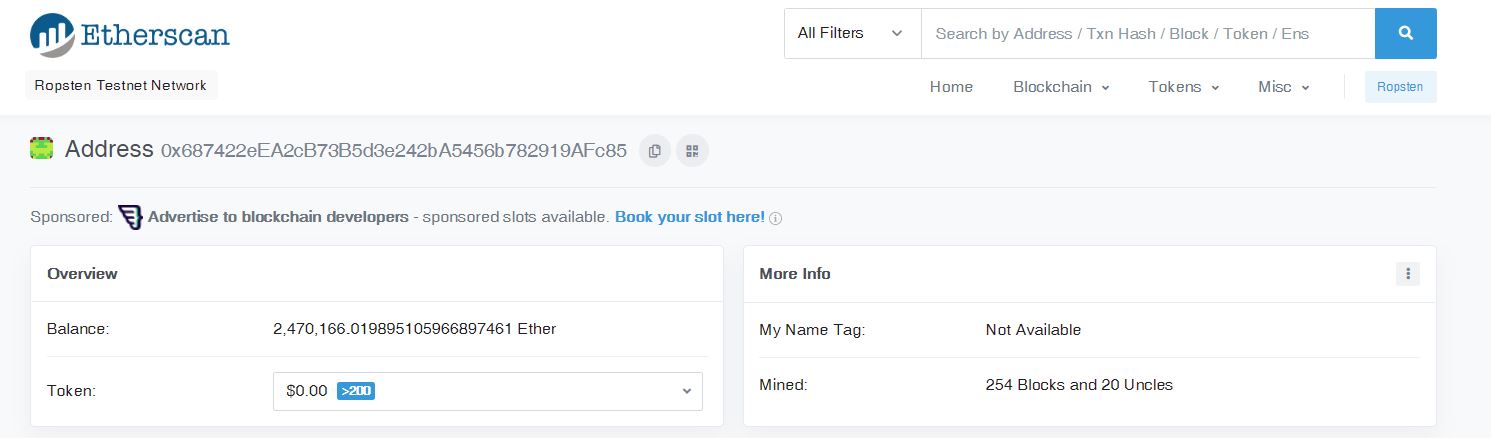 Etherscan
All Filters
Search by Address / Txn Hash / Block / Token / Ens
Ropsten Testnet Network
Home Blockchain Tokens Misc Ropsten
Address 0x687422eEA2cB73B5d3e242bA5456b782919AFc85
Sponsored: Advertise to blockchain developers - sponsored slots available. Book your slot here!
Overview
Balance: 2,470,166.019895105966897461 Ether
Token: $0.00 >200
More Info
My Name Tag: Not Available
Mined: 254 Blocks and 20 Uncles